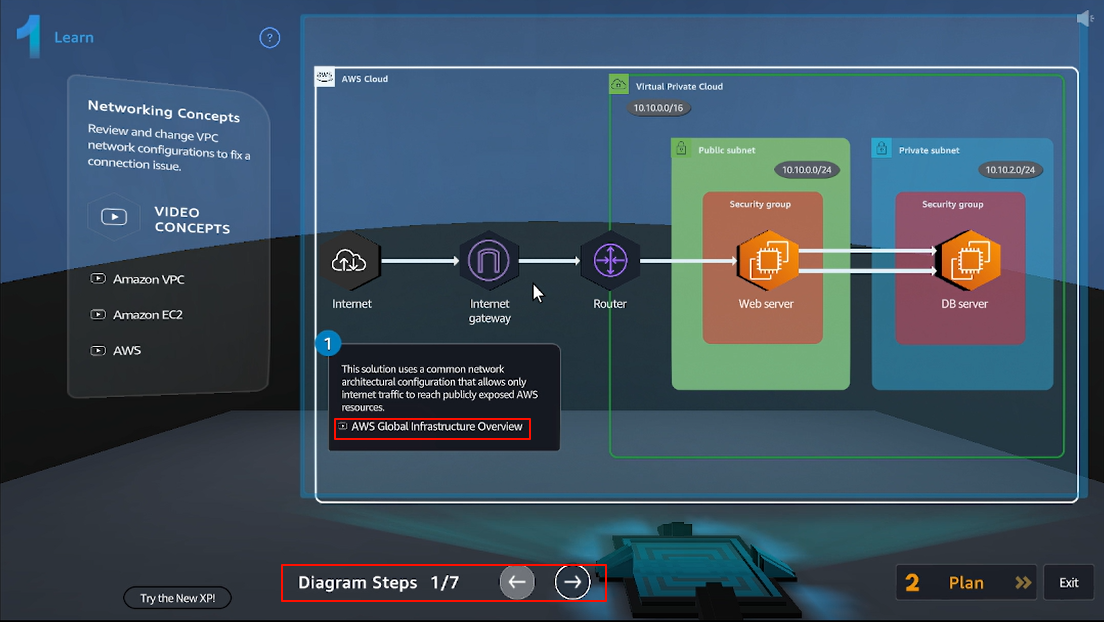 1
Learn
?
Networking Concepts
Review and change VPC
network configurations to fix a
connection issue.
VIDEO
CONCEPTS
Amazon VPC
Amazon EC2
AWS
aws
AWS Cloud
Virtual Private Cloud
10.10.0.0/16
Public subnet
10.10.0.0/24
Private subnet
10.10.2.0/24
Security group
Security group
Internet
Internet
gateway
Router
Web server
DB server
1
This solution uses a common network
architectural configuration that allows only
internet traffic to reach publicly exposed AWS
resources.
AWS Global Infrastructure Overview
Diagram Steps 1/7
Try the New XP!
2 Plan
Exit